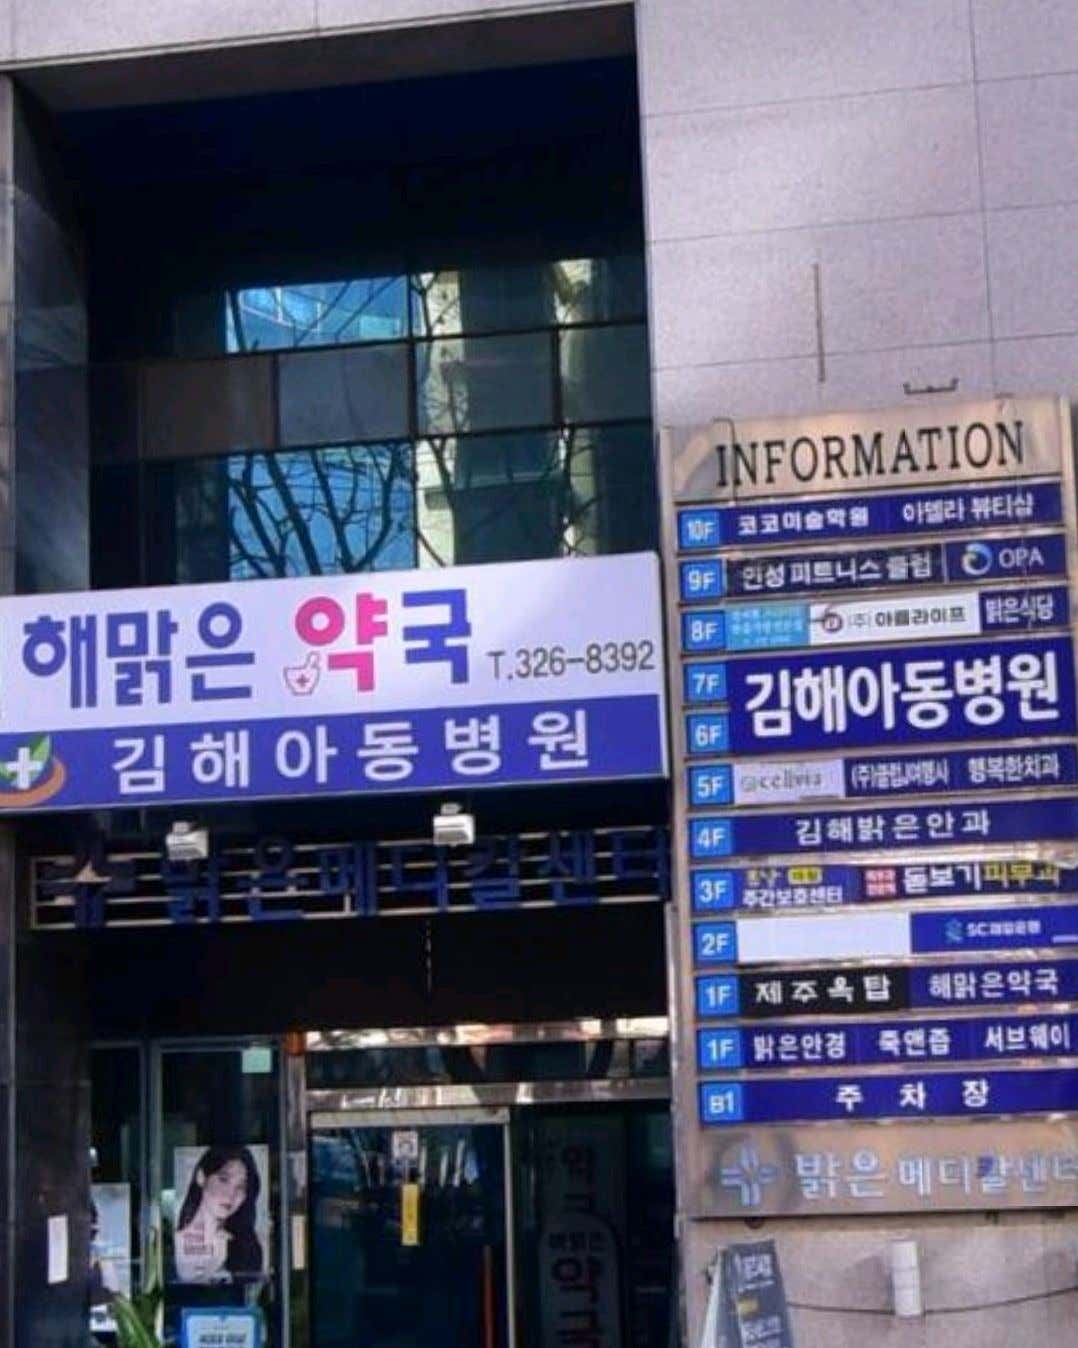 해맑은 약국 T.326-8392
김해아동병원
맑은메디칼센터
INFORMATION
10F 코코미술학원 아델라 뷰티샵
9F 인성피트니스클럽 OPA
8F (주)아름라이프 밝은식당
7F 김해아동병원
6F
5F cellvia (주)클럽J여행사 행복한치과
4F 김해밝은안과
3F 주간보호센터 돋보기피부과
2F SC제일은행
1F 제주옥탑 해맑은약국
1F 밝은안경 죽앤즙 서브웨이
B1 주차장
밝은메디칼센터